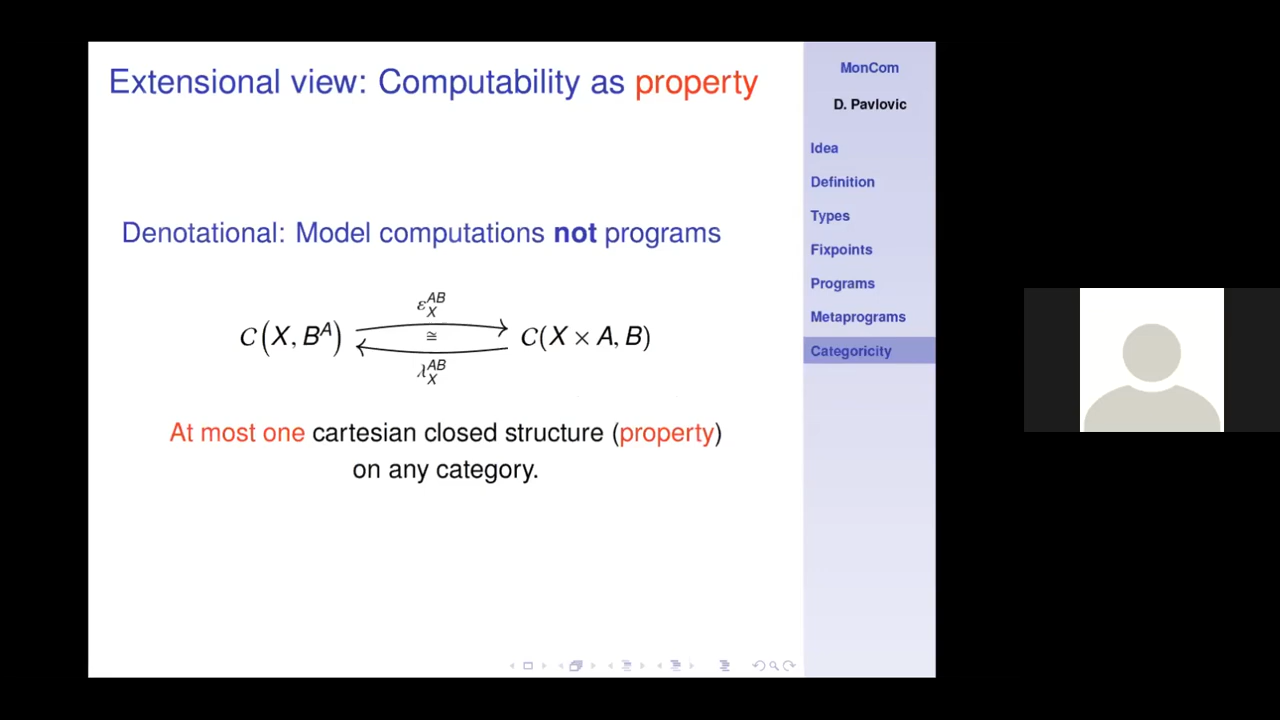 Extensional view: Computability as property
Denotational: Model computations not programs
ε_X^{AB}
C(X, B^A) ≅ C(X × A, B)
λ_X^{AB}
At most one cartesian closed structure (property)
on any category.
MonCom
D. Pavlovic
Idea
Definition
Types
Fixpoints
Programs
Metaprograms
Categoricity